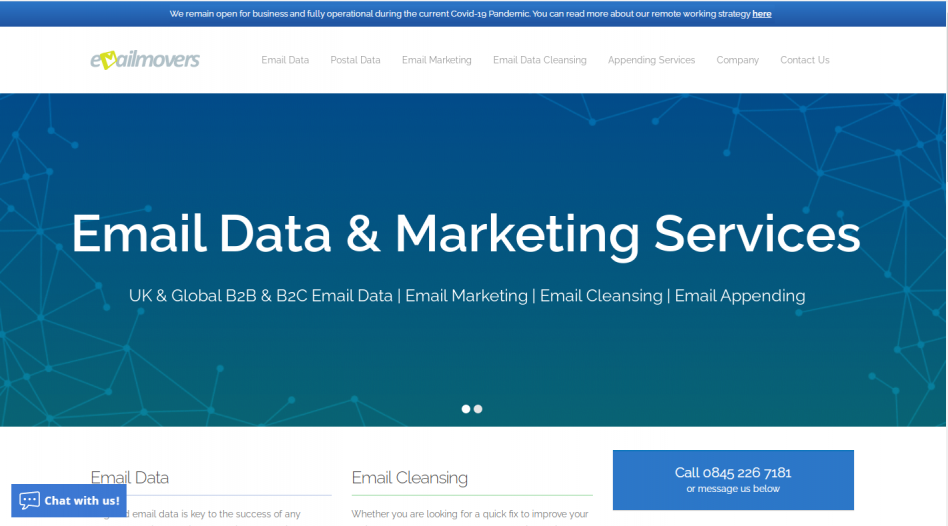 We remain open for business and fully operational during the current Covid-19 Pandemic. You can read more about our remote working strategy here
emailmovers
Email Data Postal Data Email Marketing Email Data Cleansing Appending Services Company Contact Us
Email Data & Marketing Services
UK & Global B2B & B2C Email Data | Email Marketing | Email Cleansing | Email Appending
Email Data
Email Cleansing
Call 0845 226 7181
or message us below
Chat with us!
email data is key to the success of any
Whether you are looking for a quick fix to improve your